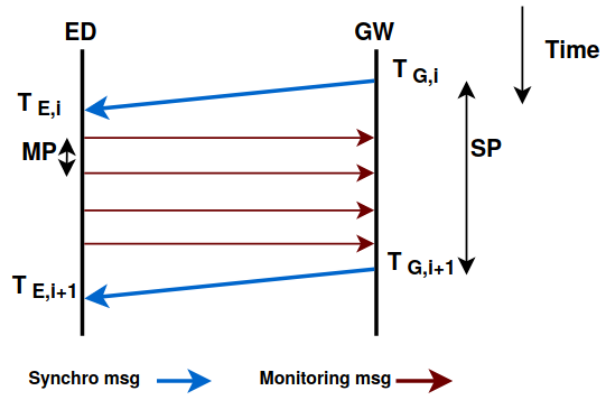 ED
GW
Time
T G,i
T E,i
MP
SP
T G,i+1
T E,i+1
Synchro msg
Monitoring msg